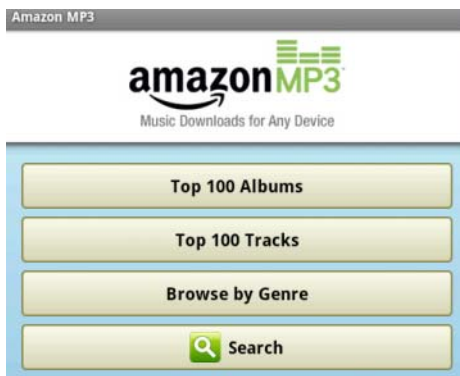 Amazon MP3
amazonMP3
Music Downloads for Any Device
Top 100 Albums
Top 100 Tracks
Browse by Genre
Search